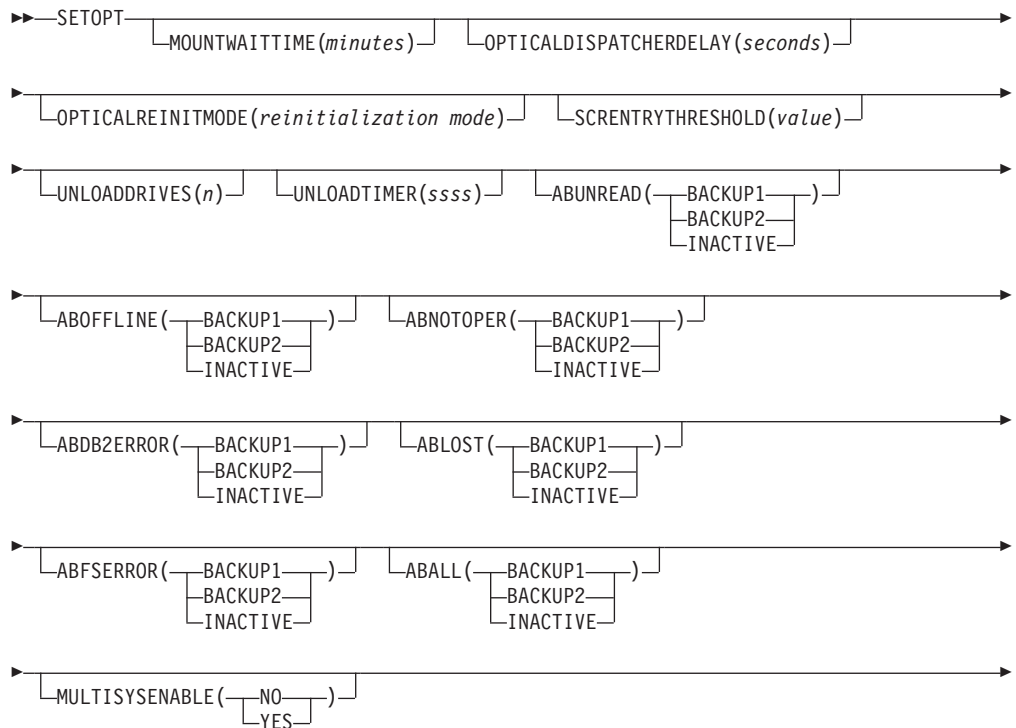 SETOPT
MOUNTWAITTIME(minutes) OPTICALDISPATCHERDELAY(seconds)
OPTICALREINITMODE(reinitialization mode) SCRENTRYTHRESHOLD(value)
UNLOADDRIVES(n) UNLOADTIMER(ssss) ABUNREAD( BACKUP1 )
BACKUP2
INACTIVE
ABOFFLINE( BACKUP1 ) ABNOTOPER( BACKUP1 )
BACKUP2 BACKUP2
INACTIVE INACTIVE
ABDB2ERROR( BACKUP1 ) ABLOST( BACKUP1 )
BACKUP2 BACKUP2
INACTIVE INACTIVE
ABFSERROR( BACKUP1 ) ABALL( BACKUP1 )
BACKUP2 BACKUP2
INACTIVE INACTIVE
MULTISYSENABLE( NO )
YES